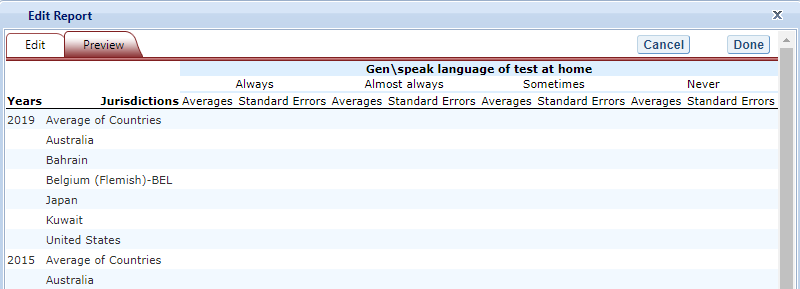 Edit Report X
Edit Preview Cancel Done
Gen\speak language of test at home
Always Almost always Sometimes Never
Years Jurisdictions Averages Standard Errors Averages Standard Errors Averages Standard Errors Averages Standard Errors
2019 Average of Countries
Australia
Bahrain
Belgium (Flemish)-BEL
Japan
Kuwait
United States
2015 Average of Countries
Australia